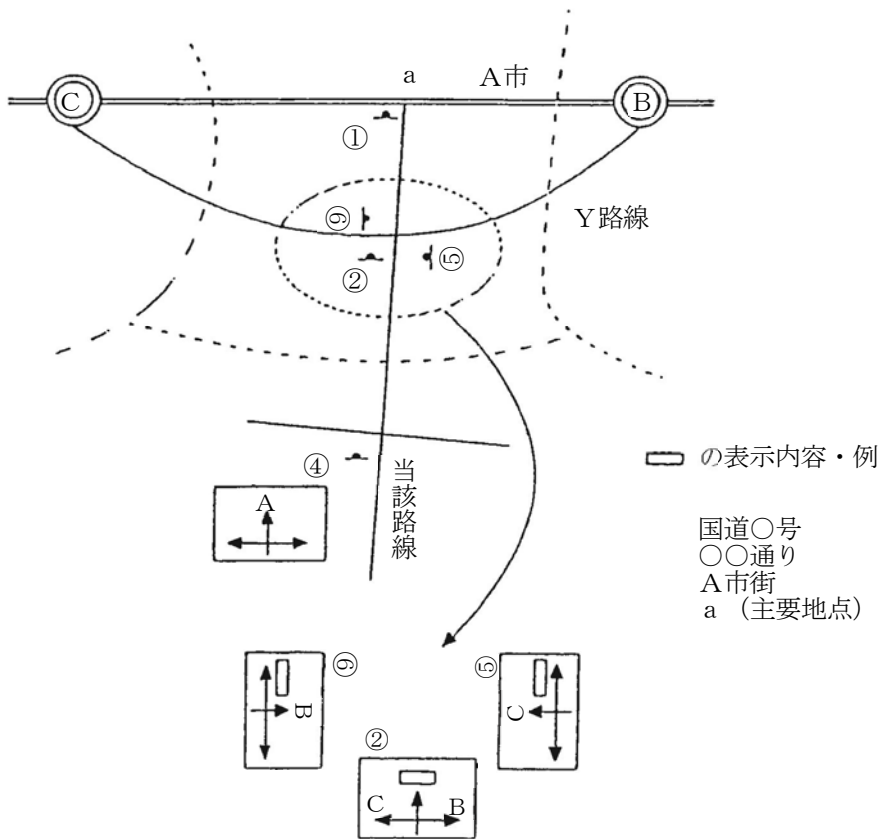 a
A市
C
B
①
⑥
Y路線
②
⑤
④
当該路線
A
の表示内容・例
国道○号
○○通り
A市街
a （主要地点）
⑥
B
⑤
C
②
C
B